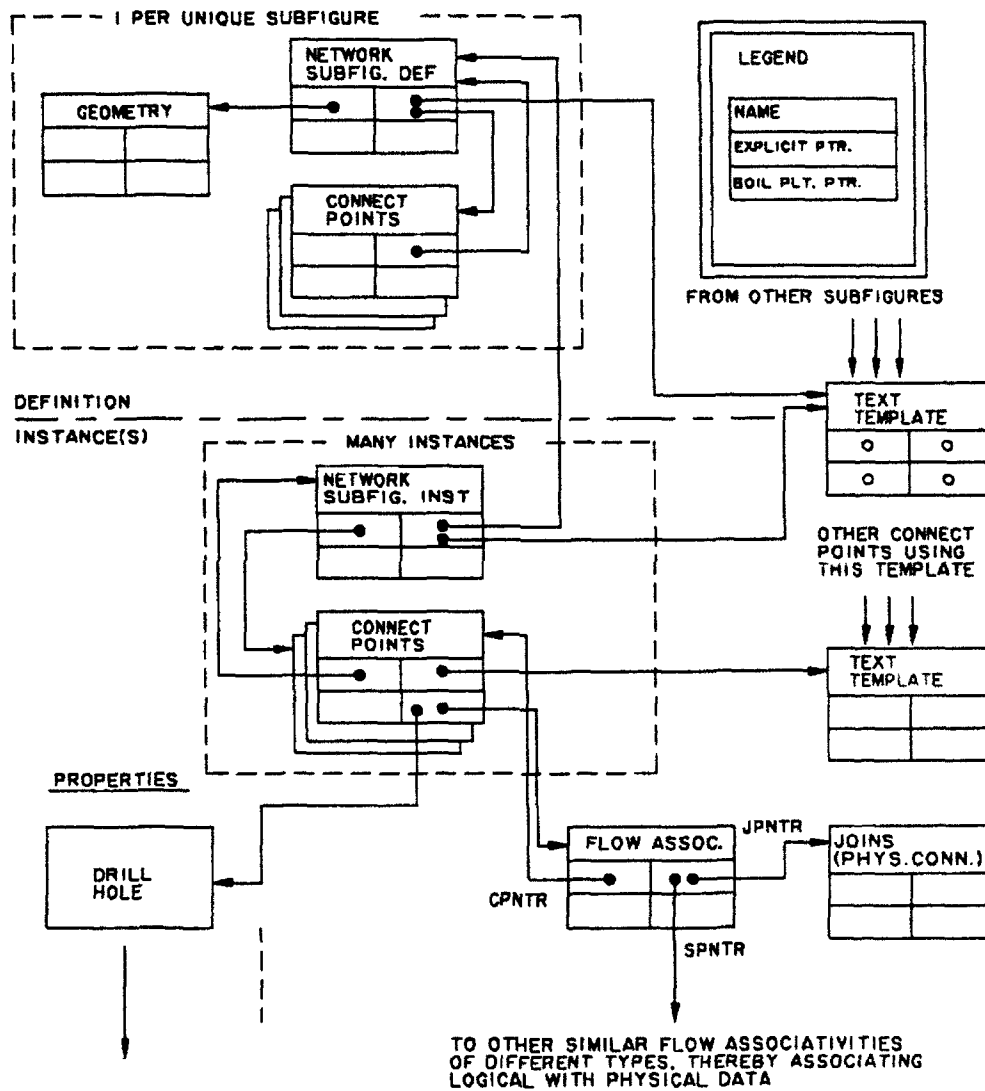 1 PER UNIQUE SUBFIGURE
NETWORK
SUBFIG. DEF
GEOMETRY
CONNECT
POINTS
LEGEND
NAME
EXPLICIT PTR.
BOIL PLT. PTR.
FROM OTHER SUBFIGURES
DEFINITION
INSTANCE(S)
TEXT
TEMPLATE
MANY INSTANCES
NETWORK
SUBFIG. INST
OTHER CONNECT
POINTS USING
THIS TEMPLATE
CONNECT
POINTS
TEXT
TEMPLATE
PROPERTIES
DRILL
HOLE
FLOW ASSOC.
JPNTR
JOINS
(PHYS.CONN.)
CPNTR
SPNTR
TO OTHER SIMILAR FLOW ASSOCIATIVITIES
OF DIFFERENT TYPES, THEREBY ASSOCIATING
LOGICAL WITH PHYSICAL DATA